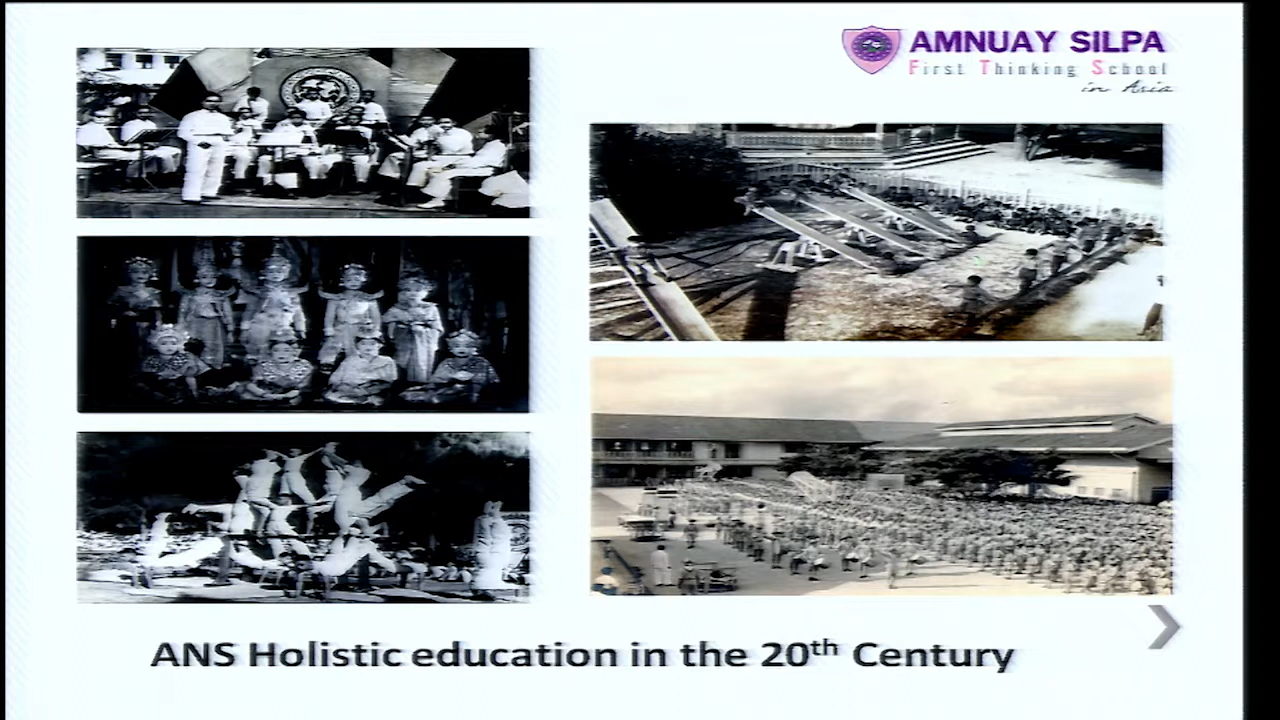 AMNUAY SILPA
First Thinking School
in Asia
ANS Holistic education in the 20th Century